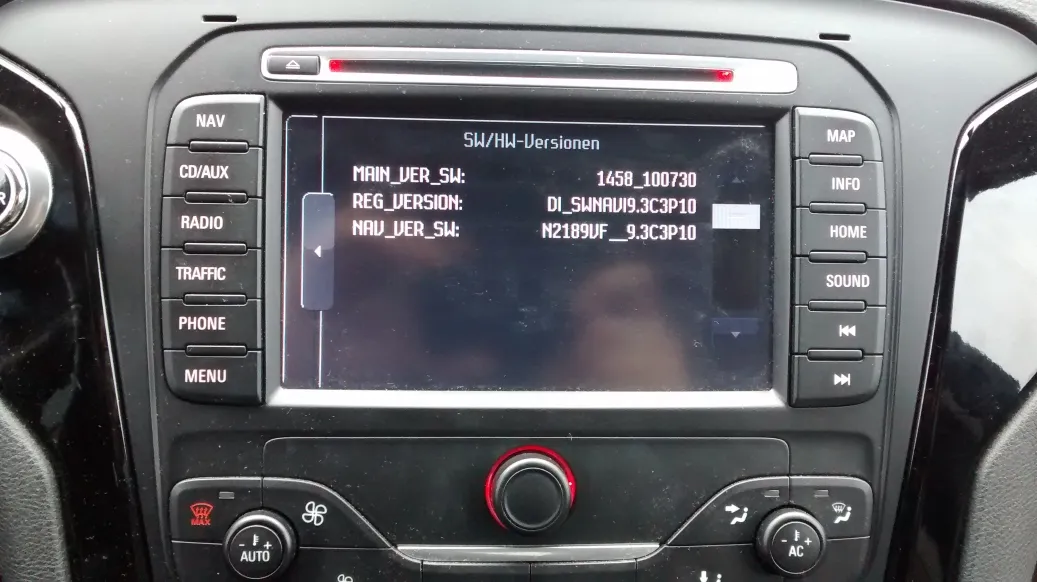 SW/HW-Versionen
MAIN_VER_SW: 1458_100730
REG_VERSION: DI_SWNAVI9.3C3P10
NAV_VER_SW: N2189VF__9.3C3P10
NAV
CD/AUX
RADIO
TRAFFIC
PHONE
MENU
MAP
INFO
HOME
SOUND
MAX
- +
AUTO
- +
AC
R